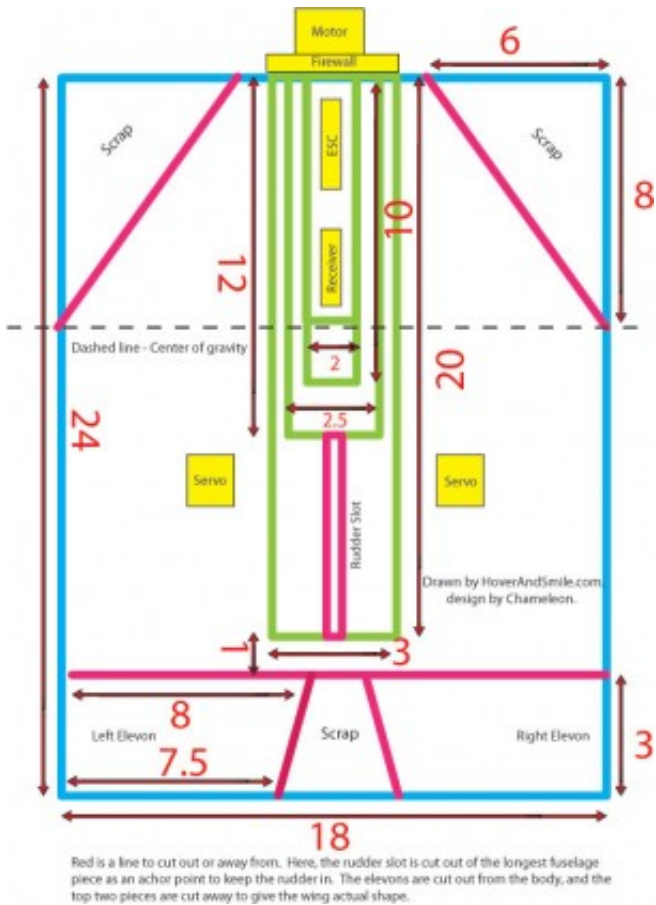 Motor
Firewall
6
Scrap
ESC
Scrap
8
10
12
Receiver
Dashed line - Center of gravity
2
20
24
2.5
Servo
Servo
Rudder Slot
Drawn by HoverAndSmile.com,
design by Chameleon.
1
3
8
Left Elevon
Scrap
Right Elevon
3
7.5
18
Red is a line to cut out or away from. Here, the rudder slot is cut out of the longest fuselage
piece as an achor point to keep the rudder in. The elevons are cut out from the body, and the
top two pieces are cut away to give the wing actual shape.